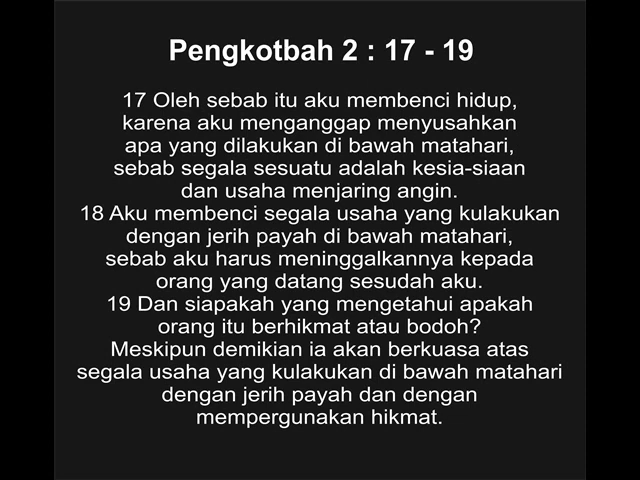 Pengkotbah 2 : 17 - 19
17 Oleh sebab itu aku membenci hidup,
karena aku menganggap menyusahkan
apa yang dilakukan di bawah matahari,
sebab segala sesuatu adalah kesia-siaan
dan usaha menjaring angin.
18 Aku membenci segala usaha yang kulakukan
dengan jerih payah di bawah matahari,
sebab aku harus meninggalkannya kepada
orang yang datang sesudah aku.
19 Dan siapakah yang mengetahui apakah
orang itu berhikmat atau bodoh?
Meskipun demikian ia akan berkuasa atas
segala usaha yang kulakukan di bawah matahari
dengan jerih payah dan dengan
mempergunakan hikmat.